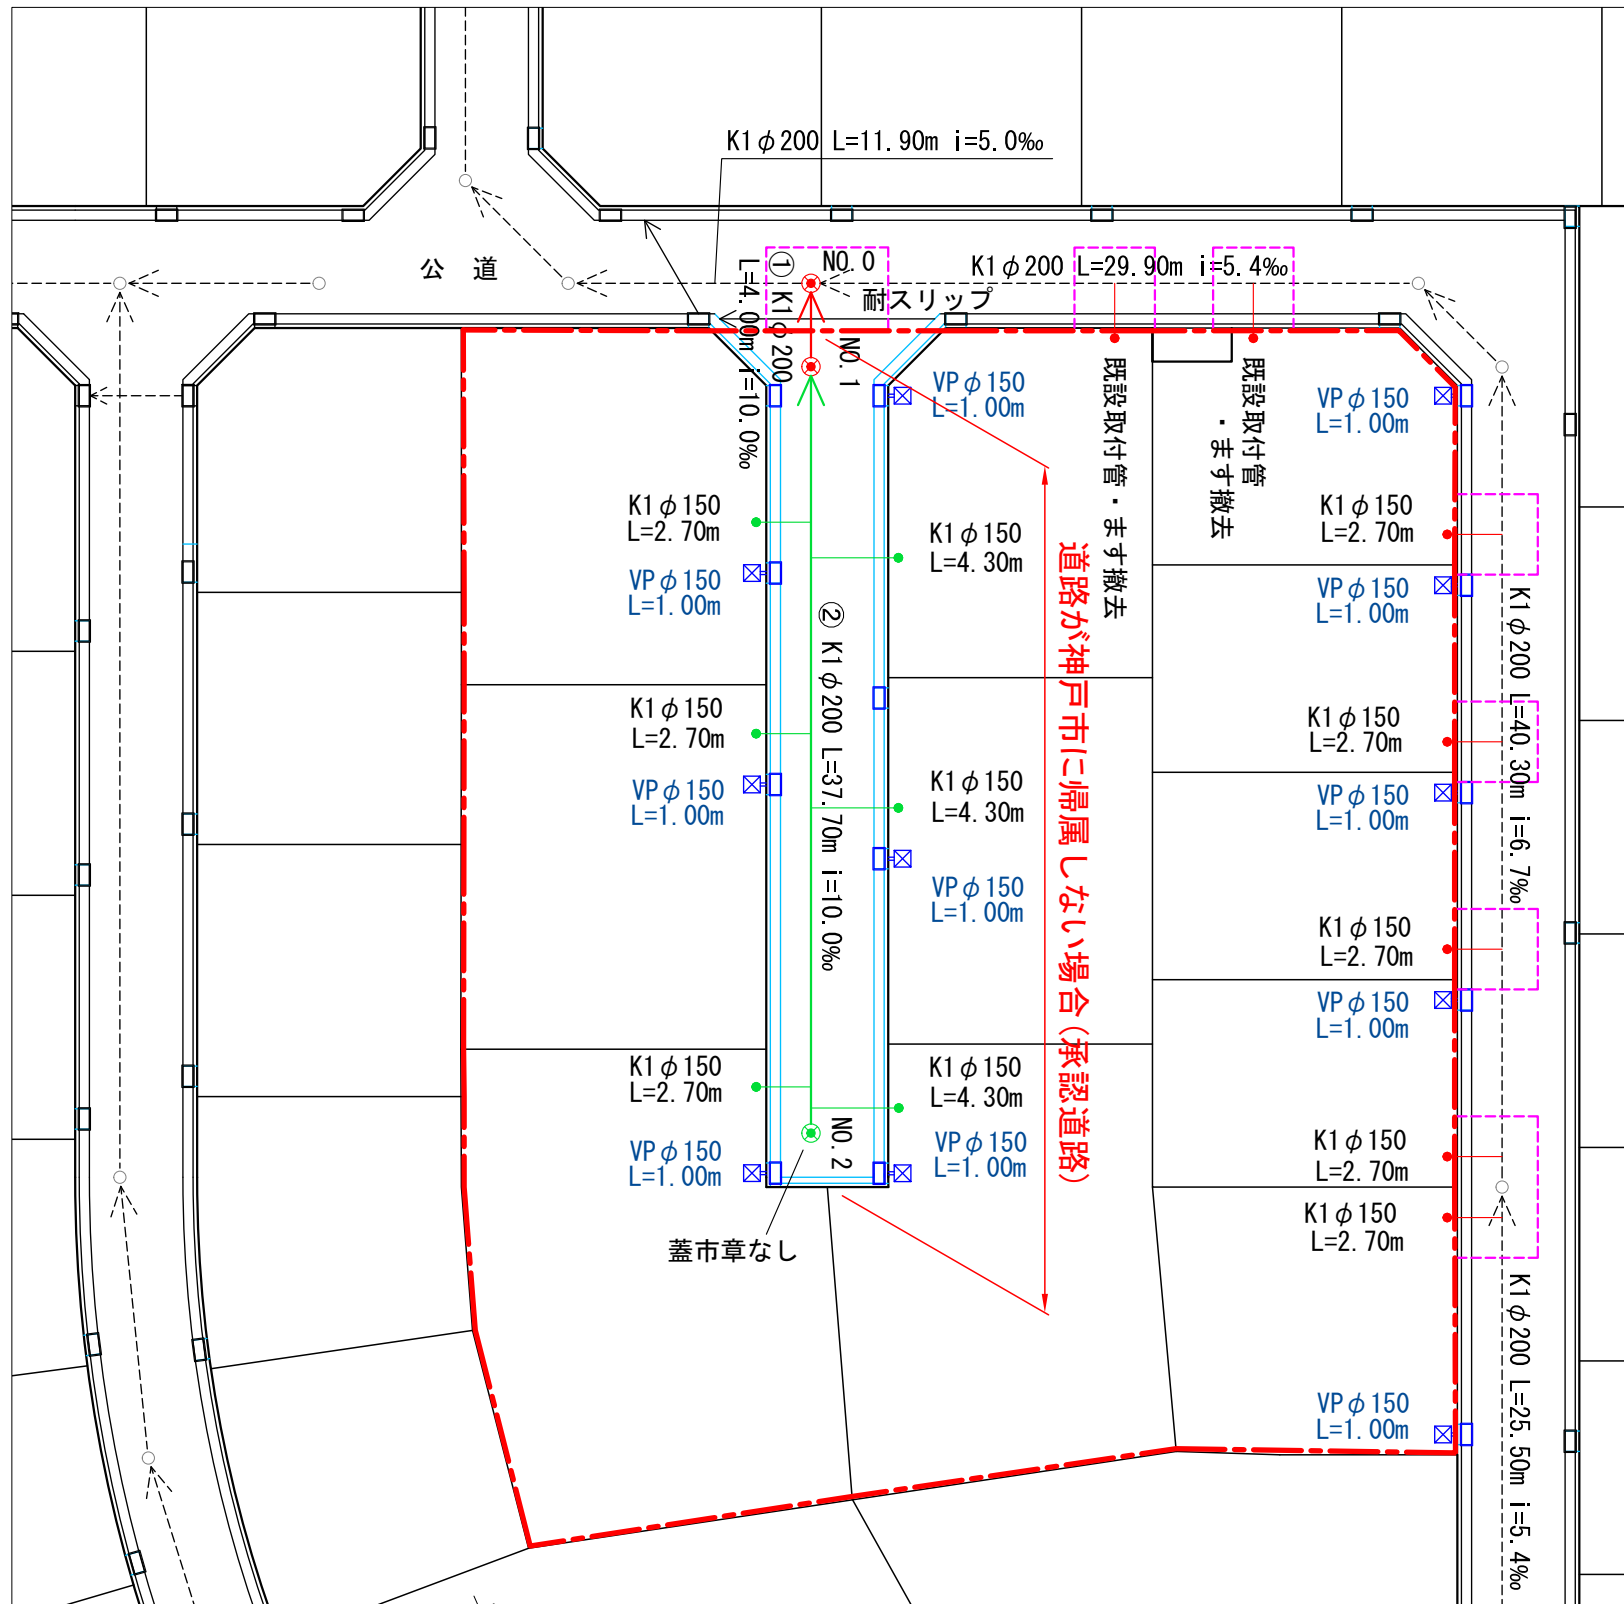 K1φ200 L=11.90m i=5.0‰
公　道
① K1φ200
L=4.00m i=10.0‰
NO.0
耐スリップ
K1φ200 L=29.90m i=5.4‰
NO.1
VPφ150
L=1.00m
既設取付管・ます撤去
既設取付管
・ます撤去
VPφ150
L=1.00m
K1φ150
L=2.70m
K1φ150
L=4.30m
K1φ150
L=2.70m
VPφ150
L=1.00m
VPφ150
L=1.00m
② K1φ200 L=37.70m i=10.0‰
道路が神戸市に帰属しない場合(承認道路)
K1φ200 L=40.30m i=6.7‰
K1φ150
L=2.70m
K1φ150
L=2.70m
VPφ150
L=1.00m
K1φ150
L=4.30m
VPφ150
L=1.00m
VPφ150
L=1.00m
K1φ150
L=2.70m
VPφ150
L=1.00m
K1φ150
L=2.70m
K1φ150
L=4.30m
NO.2
VPφ150
L=1.00m
VPφ150
L=1.00m
K1φ150
L=2.70m
K1φ150
L=2.70m
蓋市章なし
K1φ200 L=25.50m i=5.4‰
VPφ150
L=1.00m